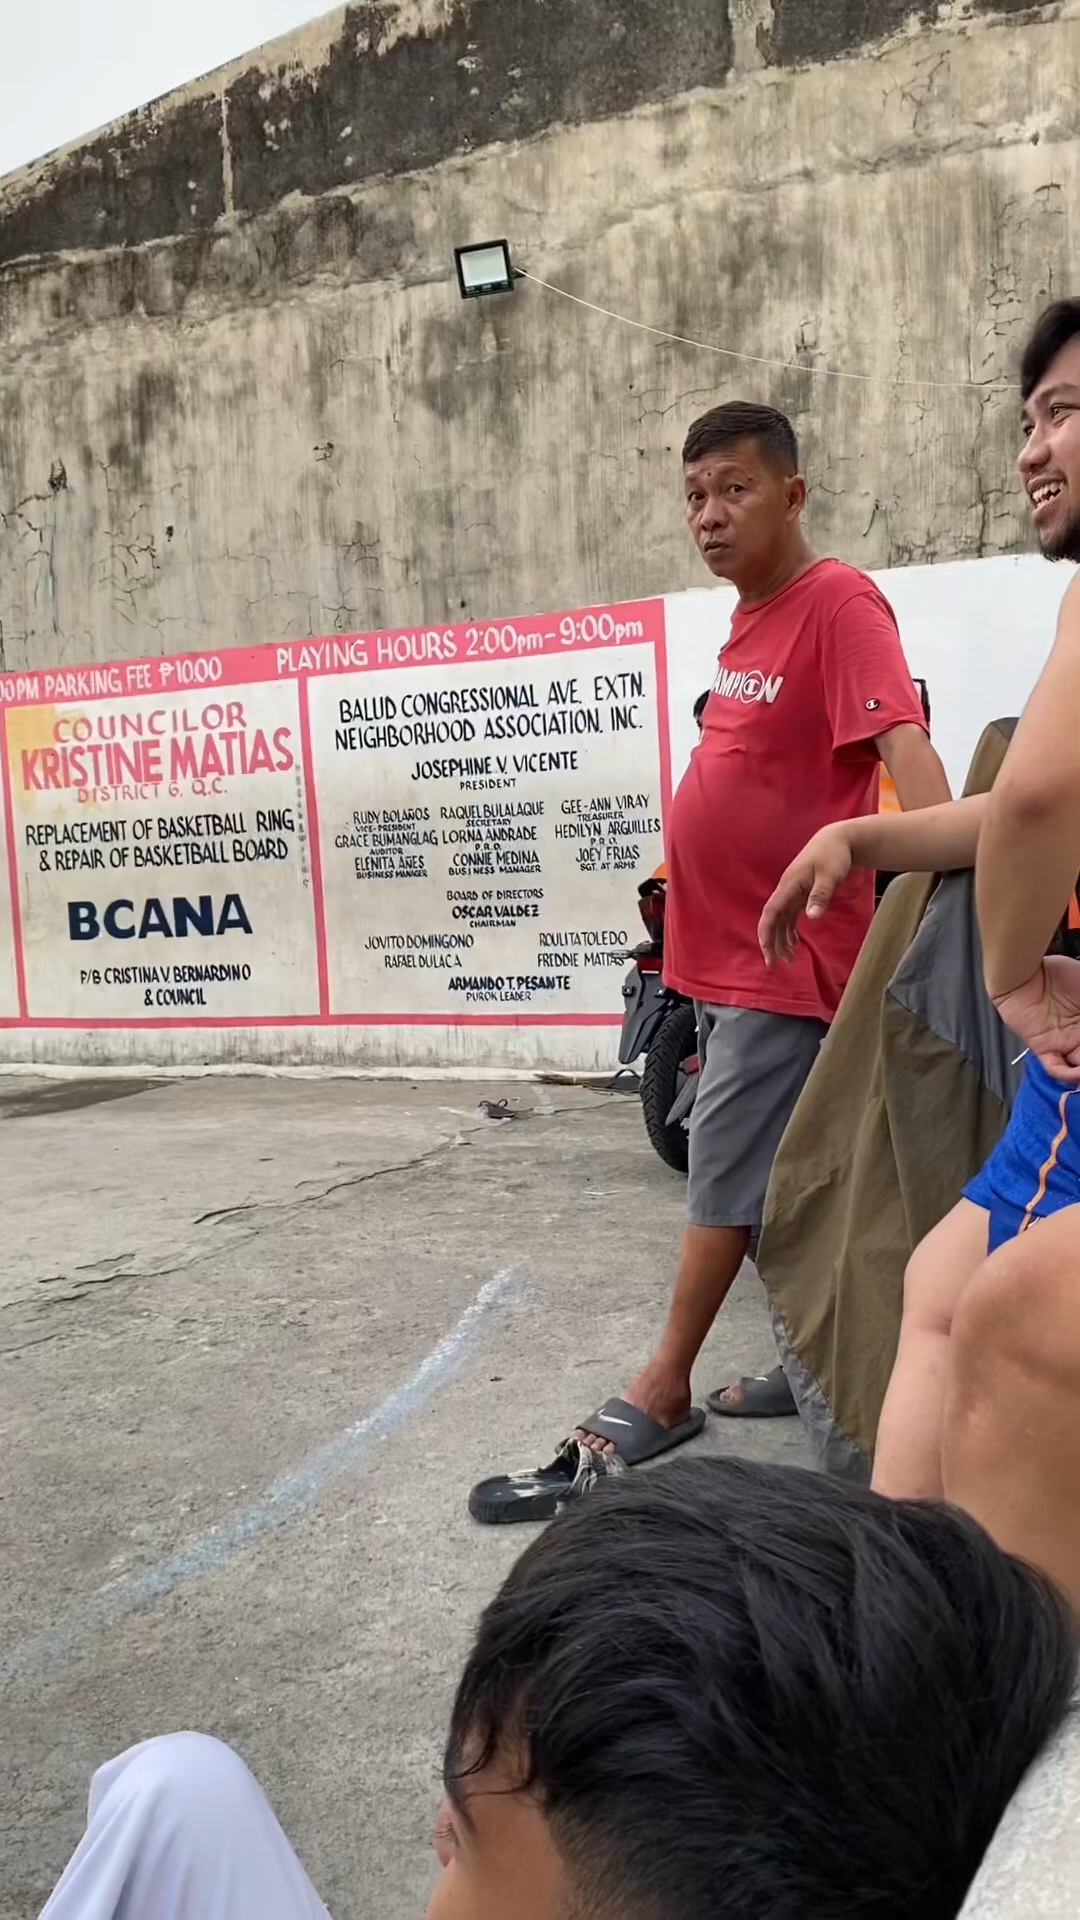 00PM PARKING FEE ₱10.00
PLAYING HOURS 2:00pm-9:00pm
COUNCILOR
KRISTINE MATIAS
DISTRICT 6, Q.C.
REPLACEMENT OF BASKETBALL RING
& REPAIR OF BASKETBALL BOARD
BCANA
P/B CRISTINA V. BERNARDINO
& COUNCIL
BALUD CONGRESSIONAL AVE. EXTN.
NEIGHBORHOOD ASSOCIATION, INC.
JOSEPHINE V. VICENTE
PRESIDENT
RUDY BOLAÑOS
VICE-PRESIDENT
GRACE BUMANGLAG
AUDITOR
ELENITA AÑES
BUSINESS MANAGER
RAQUEL BULALAQUE
SECRETARY
LORNA ANDRADE
P.R.O.
CONNIE MEDINA
BUSINESS MANAGER
GEE-ANN VIRAY
TREASURER
HEDILYN ARGUILLES
P.R.O.
JOEY FRIAS
SGT. AT ARMS
BOARD OF DIRECTORS
OSCAR VALDEZ
CHAIRMAN
JOVITO DOMINGONO
ROULITA TOLEDO
RAFAEL DULACA
FREDDIE MATIAS
ARMANDO T. PESANTE
PUROK LEADER
AMPION